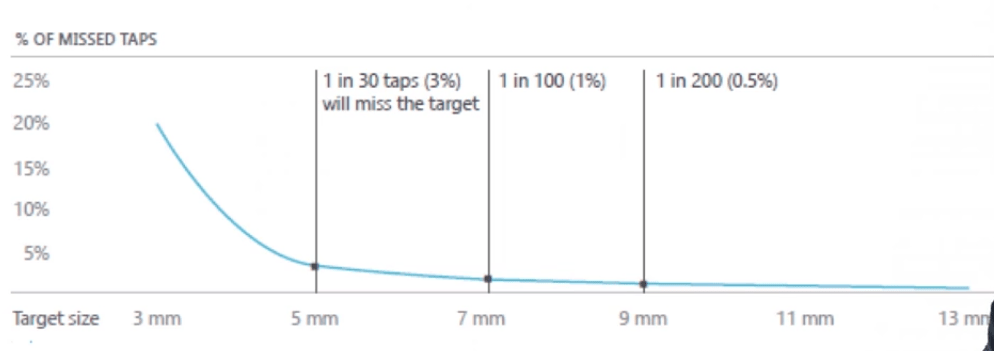 % OF MISSED TAPS
25%
1 in 30 taps (3%)
will miss the target
1 in 100 (1%)
1 in 200 (0.5%)
20%
15%
10%
5%
Target size 3 mm 5 mm 7 mm 9 mm 11 mm 13 mm